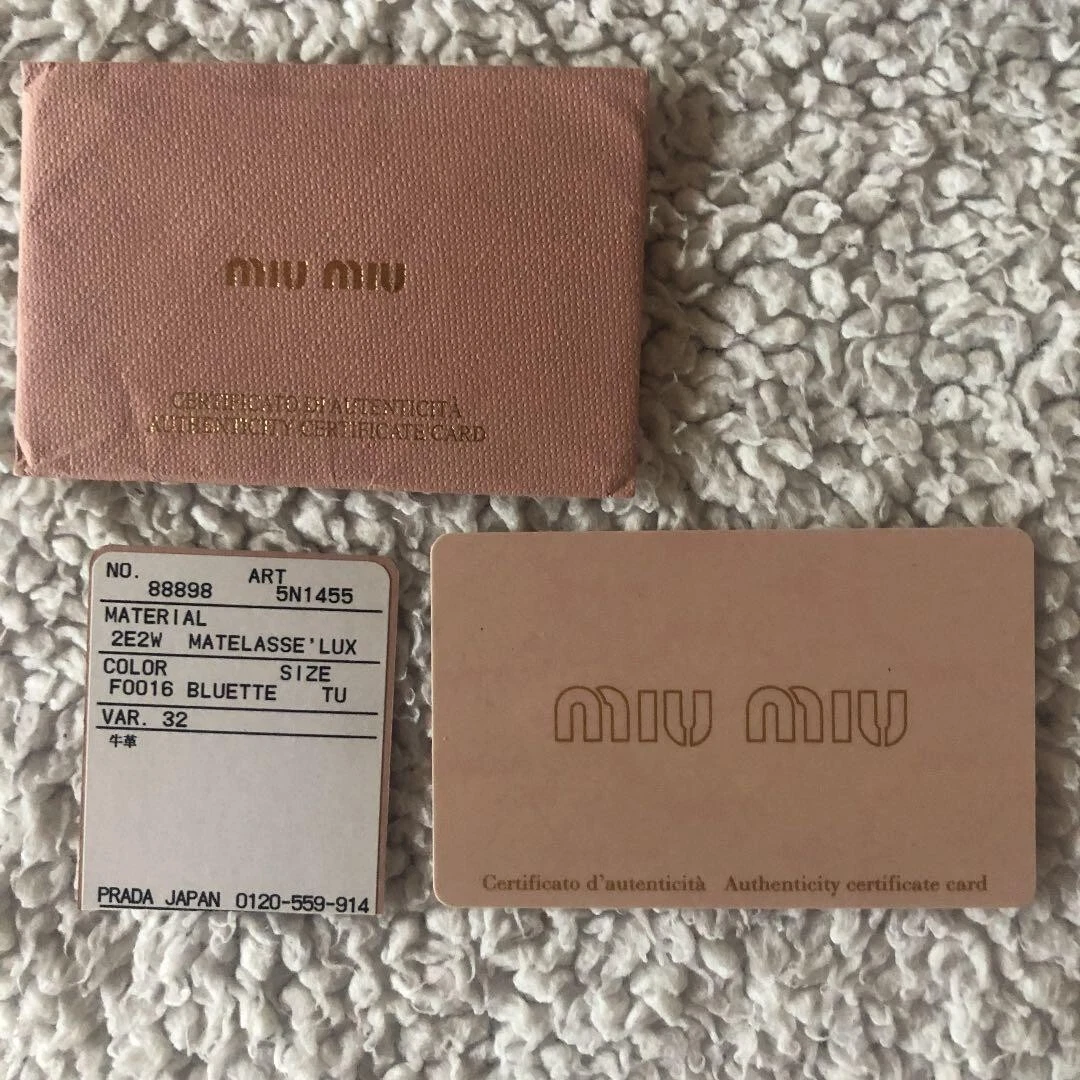 miu miu
CERTIFICATO DI AUTENTICITÀ
AUTHENTICITY CERTIFICATE CARD
NO. ART
88898 5N1455
MATERIAL
2E2W MATELASSE'LUX
COLOR SIZE
F0016 BLUETTE TU
VAR. 32
牛革
PRADA JAPAN 0120-559-914
miu miu
Certificato d'autenticità Authenticity certificate card